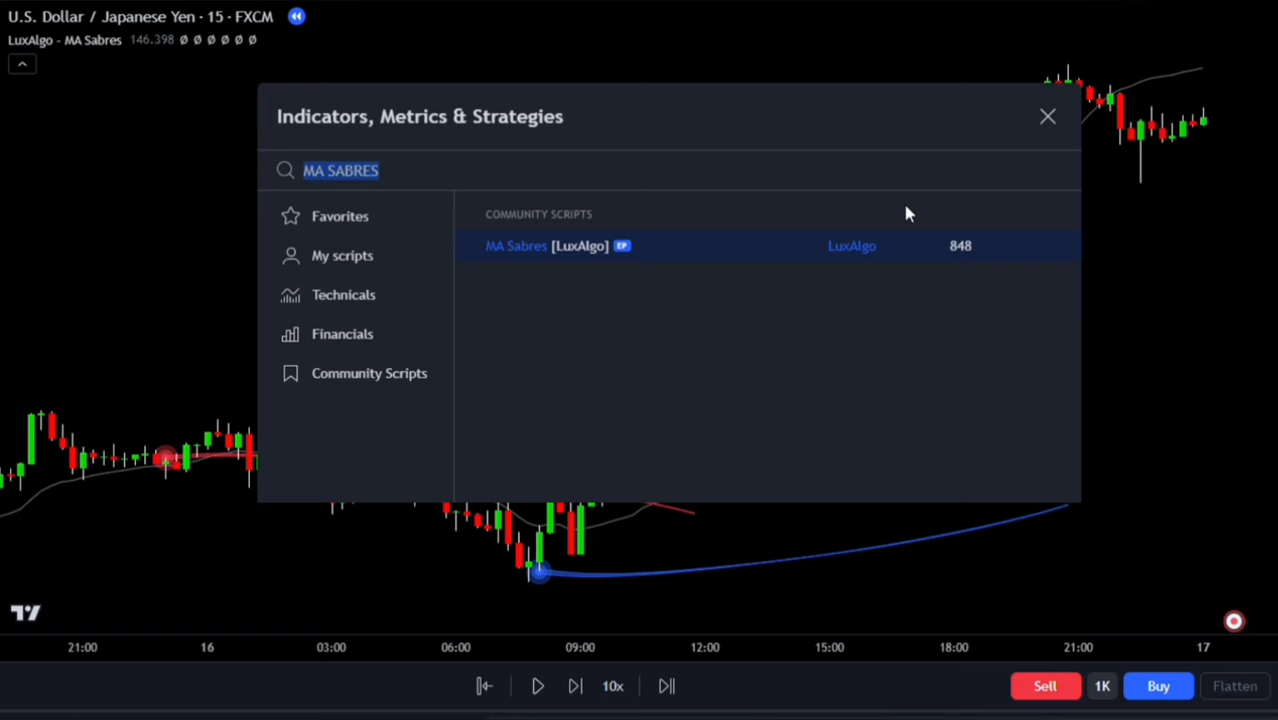 U.S. Dollar / Japanese Yen · 15 · FXCM
LuxAlgo - MA Sabres 146.398 Ø Ø Ø Ø Ø Ø
Indicators, Metrics & Strategies
MA SABRES
Favorites
My scripts
Technicals
Financials
Community Scripts
COMMUNITY SCRIPTS
MA Sabres [LuxAlgo] EP LuxAlgo 848
21:00 16 03:00 06:00 09:00 12:00 15:00 18:00 21:00 17
10x Sell 1K Buy Flatten